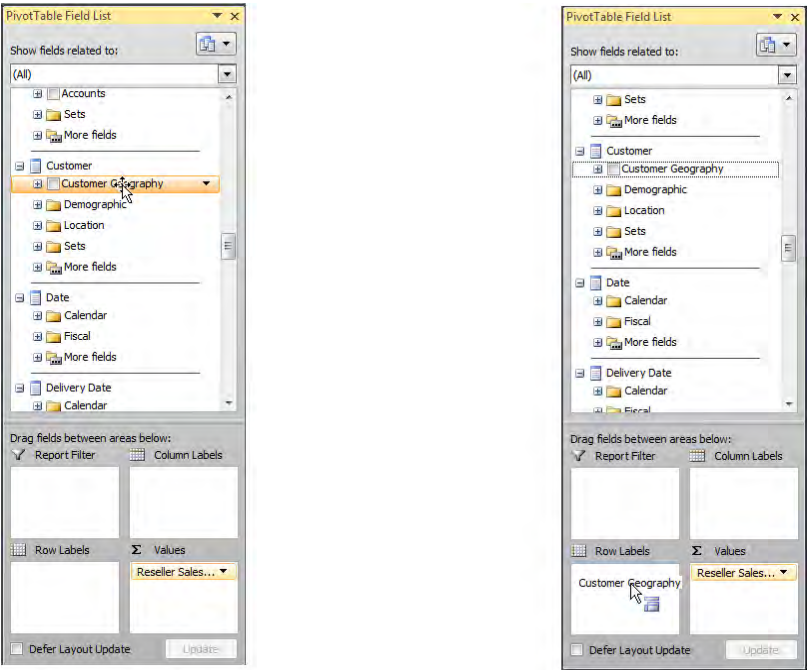 PivotTable Field List
Show fields related to:
(All)
Accounts
Sets
More fields
Customer
Customer Geography
Demographic
Location
Sets
More fields
Date
Calendar
Fiscal
More fields
Delivery Date
Calendar
Drag fields between areas below:
Report Filter
Column Labels
Row Labels
Σ Values
Reseller Sales...
Defer Layout Update
Update
PivotTable Field List
Show fields related to:
(All)
Sets
More fields
Customer
Customer Geography
Demographic
Location
Sets
More fields
Date
Calendar
Fiscal
More fields
Delivery Date
Calendar
Fiscal
Drag fields between areas below:
Report Filter
Column Labels
Row Labels
Σ Values
Customer Geography
Reseller Sales...
Defer Layout Update
Update